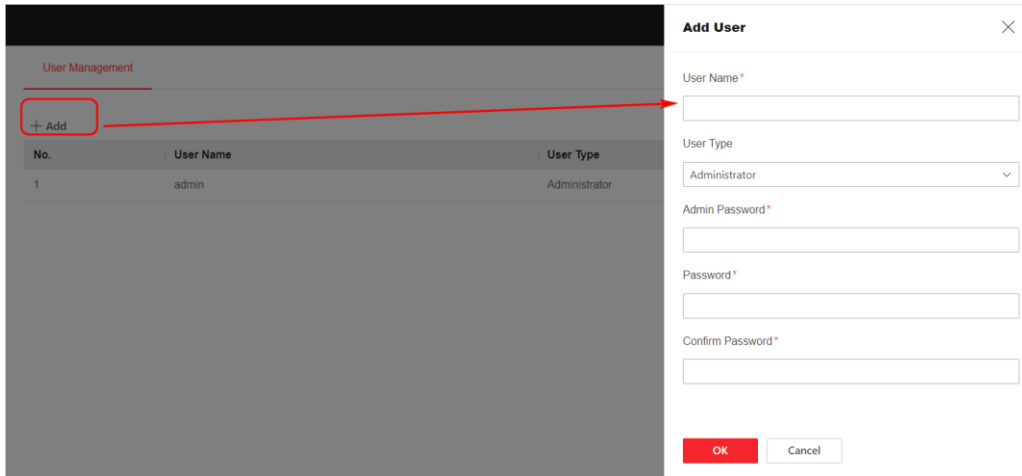 User Management
+ Add
No. User Name User Type
1 admin Administrator
Add User
User Name*
User Type
Administrator
Admin Password*
Password*
Confirm Password*
OK Cancel